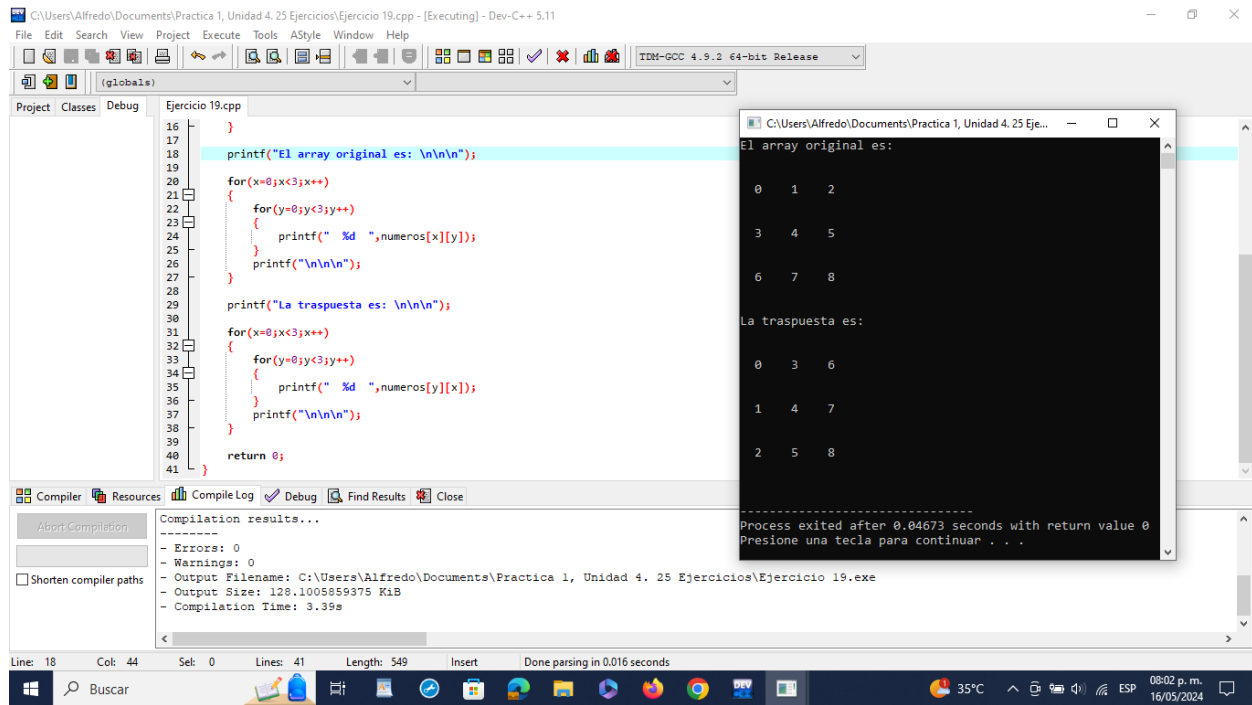 C:\Users\Alfredo\Documents\Practica 1, Unidad 4. 25 Ejercicios\Ejercicio 19.cpp - [Executing] - Dev-C++ 5.11
File Edit Search View Project Execute Tools AStyle Window Help
TDM-GCC 4.9.2 64-bit Release
(globals)
Project Classes Debug
Ejercicio 19.cpp
16 }
17
18 printf("El array original es: \n\n\n");
19
20 for(x=0;x<3;x++)
21 {
22 for(y=0;y<3;y++)
23 {
24 printf("  %d  ",numeros[x][y]);
25 }
26 printf("\n\n\n");
27 }
28
29 printf("La traspuesta es: \n\n\n");
30
31 for(x=0;x<3;x++)
32 {
33 for(y=0;y<3;y++)
34 {
35 printf("  %d  ",numeros[y][x]);
36 }
37 printf("\n\n\n");
38 }
39
40 return 0;
41 }
C:\Users\Alfredo\Documents\Practica 1, Unidad 4. 25 Eje...
El array original es:
0 1 2
3 4 5
6 7 8
La traspuesta es:
0 3 6
1 4 7
2 5 8
--------------------------------
Process exited after 0.04673 seconds with return value 0
Presione una tecla para continuar . . .
Compiler Resources Compile Log Debug Find Results Close
Abort Compilation
Shorten compiler paths
Compilation results...
--------
- Errors: 0
- Warnings: 0
- Output Filename: C:\Users\Alfredo\Documents\Practica 1, Unidad 4. 25 Ejercicios\Ejercicio 19.exe
- Output Size: 128.1005859375 KiB
- Compilation Time: 3.39s
Line: 18 Col: 44 Sel: 0 Lines: 41 Length: 549 Insert Done parsing in 0.016 seconds
Buscar
DEV
35°C
ESP
08:02 p. m.
16/05/2024